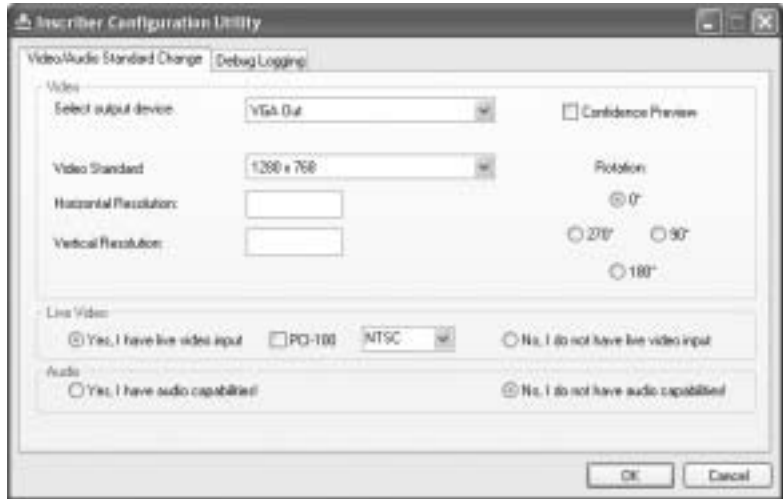 Inscriber Configuration Utility
Video/Audio Standard Change
Debug Logging
Video
Select output device
VGA Out
Confidence Preview
Video Standard
1280 x 768
Rotation:
Horizontal Resolution:
0°
Vertical Resolution:
270°
90°
180°
Live Video
Yes, I have live video input
PCI-100
NTSC
No, I do not have live video input
Audio
Yes, I have audio capabilities!
No, I do not have audio capabilities!
OK
Cancel